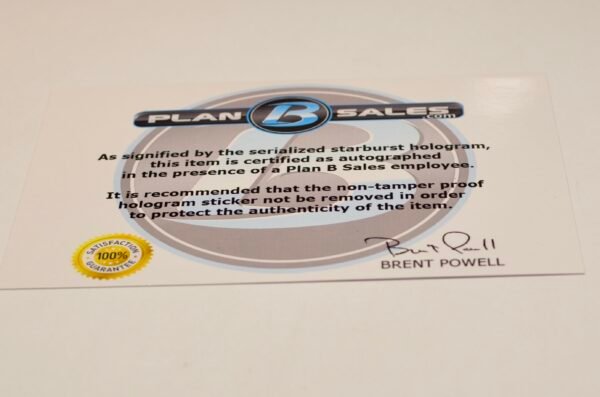 PLAN B SALES.com
As signified by the serialized starburst hologram,
this item is certified as autographed
in the presence of a Plan B Sales employee.
It is recommended that the non-tamper proof
hologram sticker not be removed in order
to protect the authenticity of the item.
SATISFACTION
100%
GUARANTEE
Brent Powell
BRENT POWELL